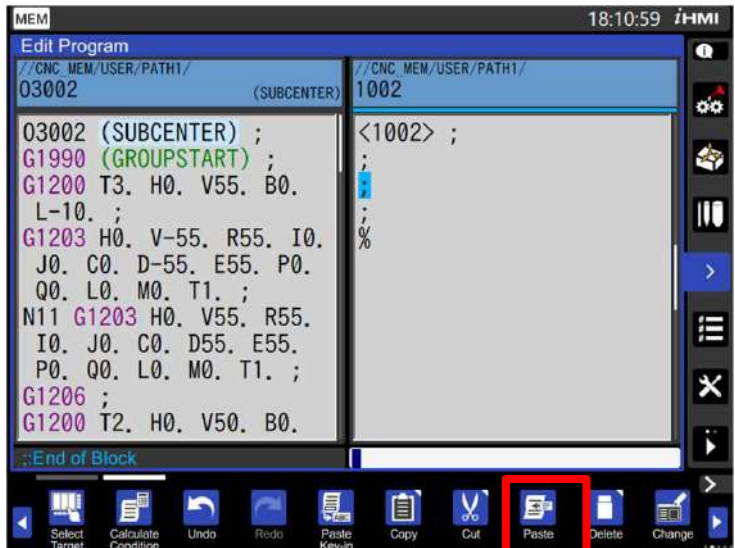 MEM
18:10:59 iHMI
Edit Program
//CNC_MEM/USER/PATH1/
O3002 (SUBCENTER)
O3002 (SUBCENTER) ;
G1990 (GROUPSTART) ;
G1200 T3. H0. V55. B0.
L-10. ;
G1203 H0. V-55. R55. I0.
J0. C0. D-55. E55. P0.
Q0. L0. M0. T1. ;
N11 G1203 H0. V55. R55.
I0. J0. C0. D55. E55.
P0. Q0. L0. M0. T1. ;
G1206 ;
G1200 T2. H0. V50. B0.
;:End of Block
//CNC_MEM/USER/PATH1/
1002
<1002> ;
;
;
;
%
Select
Target
Calculate
Condition
Undo
Redo
Paste
Key-in
Copy
Cut
Paste
Delete
Change